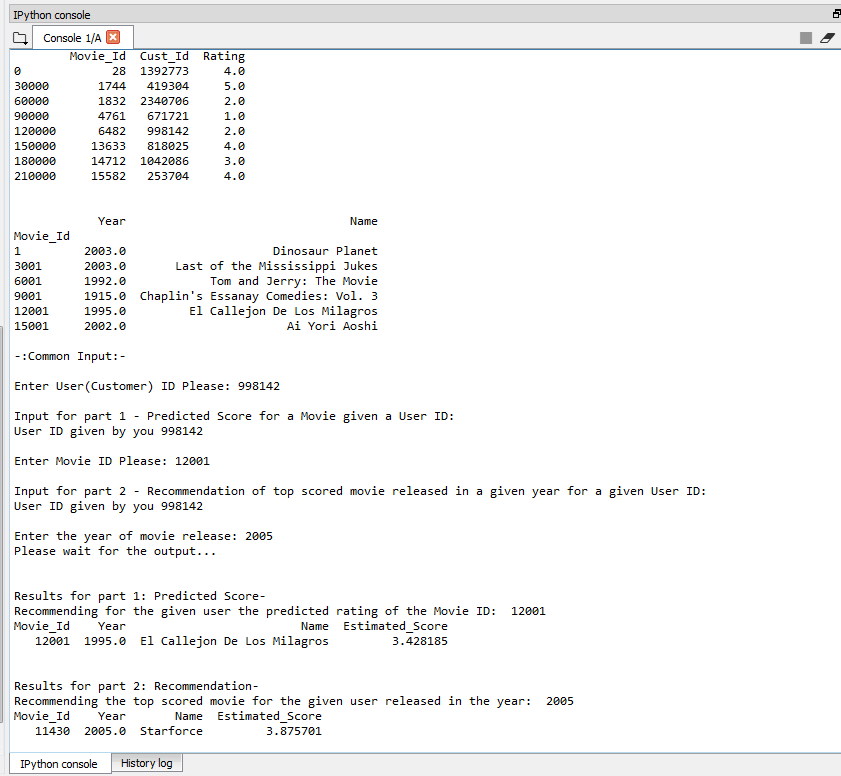 IPython console
Console 1/A
Movie_Id Cust_Id Rating
0 28 1392773 4.0
30000 1744 419304 5.0
60000 1832 2340706 2.0
90000 4761 671721 1.0
120000 6482 998142 2.0
150000 13633 818025 4.0
180000 14712 1042086 3.0
210000 15582 253704 4.0
Year Name
Movie_Id
1 2003.0 Dinosaur Planet
3001 2003.0 Last of the Mississippi Jukes
6001 1992.0 Tom and Jerry: The Movie
9001 1915.0 Chaplin's Essanay Comedies: Vol. 3
12001 1995.0 El Callejon De Los Milagros
15001 2002.0 Ai Yori Aoshi
-:Common Input:-
Enter User(Customer) ID Please: 998142
Input for part 1 - Predicted Score for a Movie given a User ID:
User ID given by you 998142
Enter Movie ID Please: 12001
Input for part 2 - Recommendation of top scored movie released in a given year for a given User ID:
User ID given by you 998142
Enter the year of movie release: 2005
Please wait for the output...
Results for part 1: Predicted Score-
Recommending for the given user the predicted rating of the Movie ID: 12001
Movie_Id Year Name Estimated_Score
12001 1995.0 El Callejon De Los Milagros 3.428185
Results for part 2: Recommendation-
Recommending the top scored movie for the given user released in the year: 2005
Movie_Id Year Name Estimated_Score
11430 2005.0 Starforce 3.875701
IPython console History log